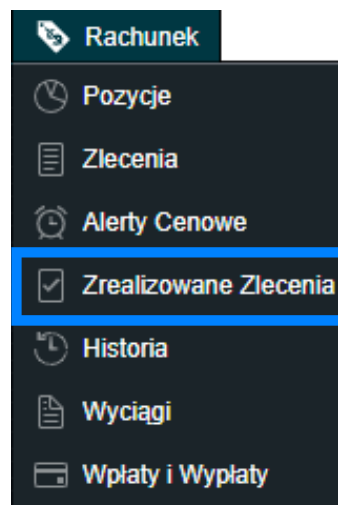 Rachunek
Pozycje
Zlecenia
Alerty Cenowe
Zrealizowane Zlecenia
Historia
Wyciągi
Wpłaty i Wypłaty